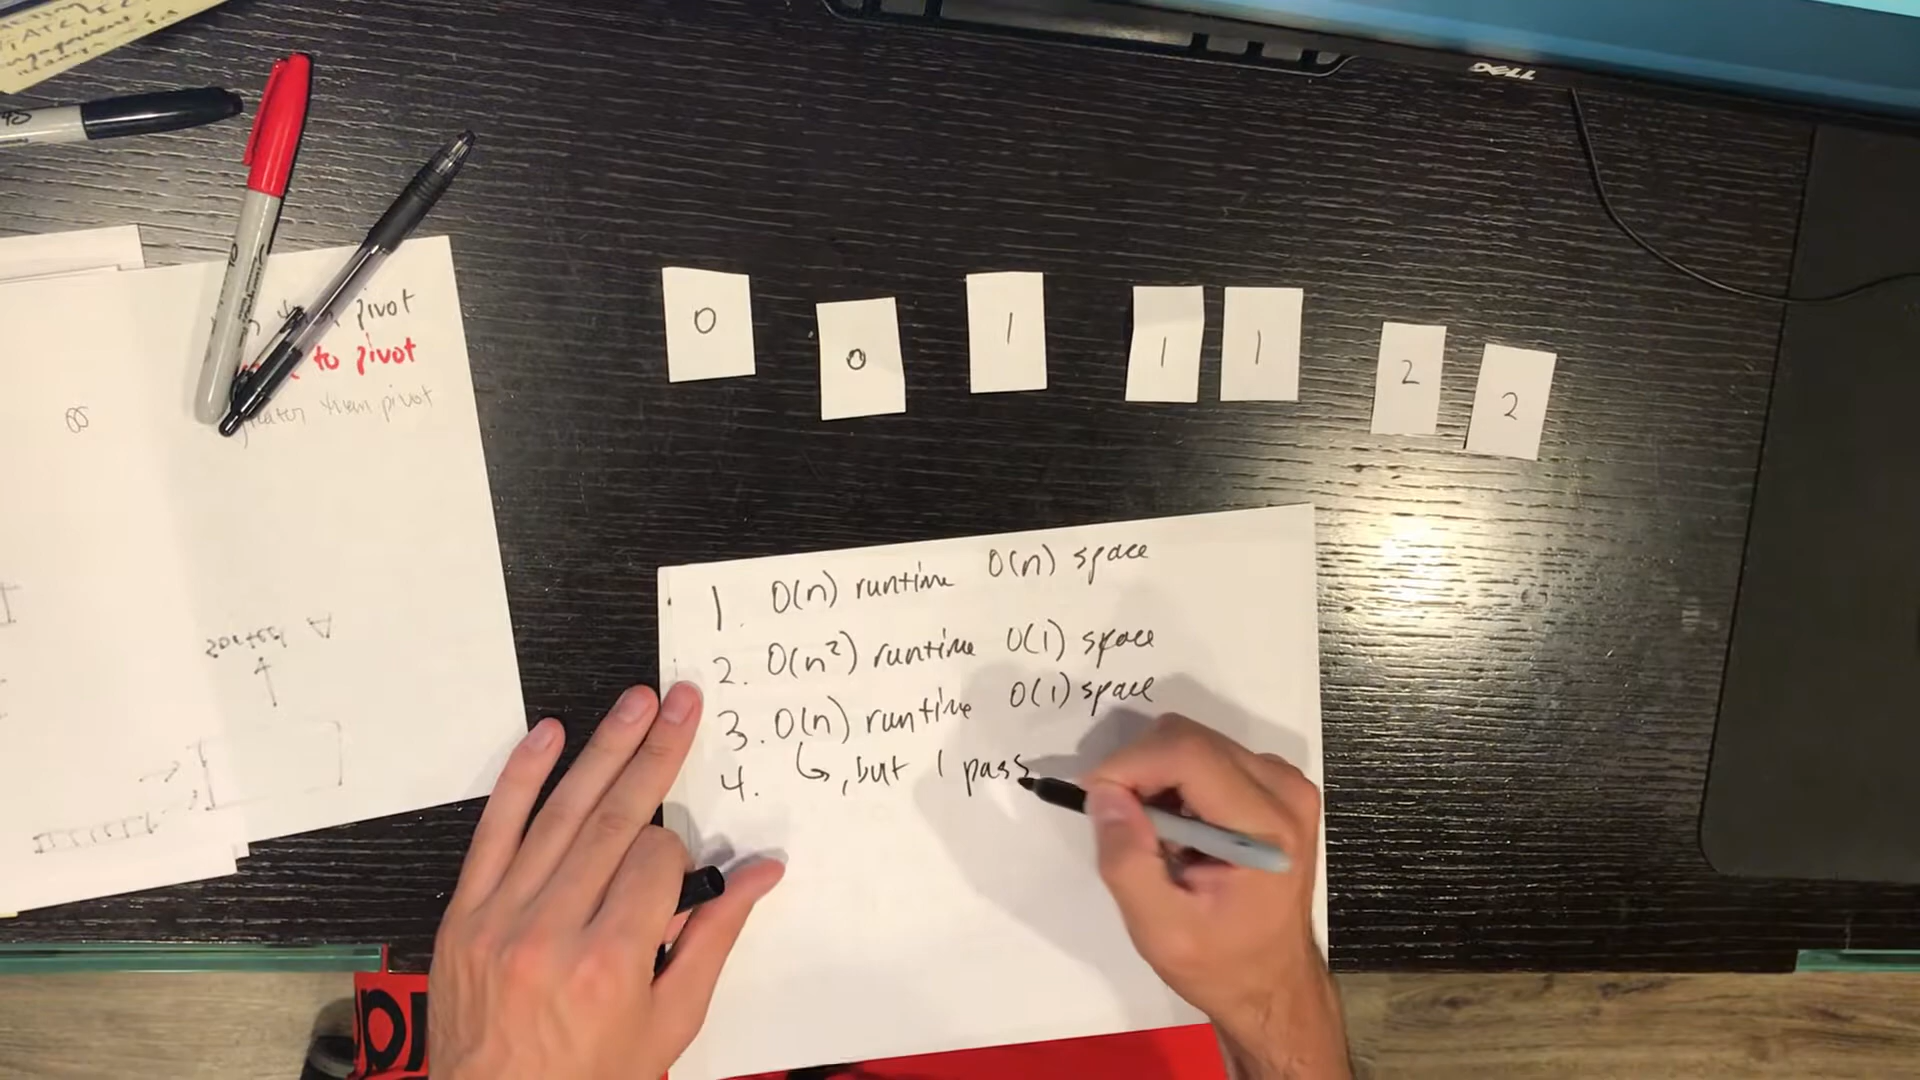 DELL
pivot
to pivot
than pivot
0
0
1
1
1
2
2
sorted
1. O(n) runtime O(n) space
2. O(n²) runtime O(1) space
3. O(n) runtime O(1) space
4. ↳, but 1 pass